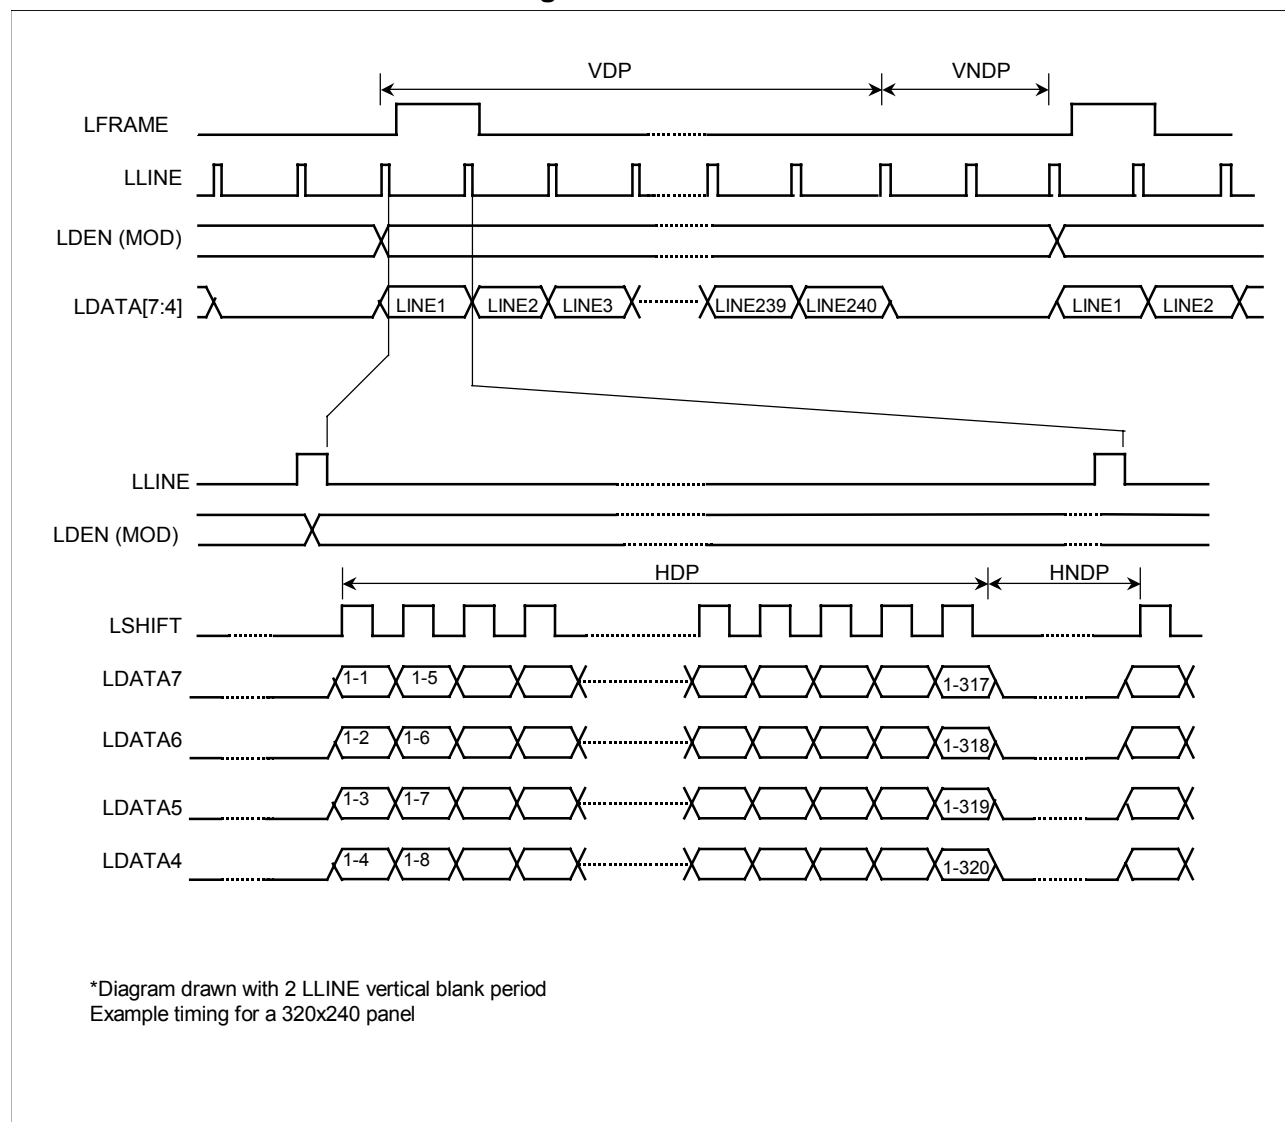 VDP VNDP
LFRAME
LLINE
LDEN (MOD)
LDATA[7:4] LINE1 LINE2 LINE3 LINE239 LINE240 LINE1 LINE2
LLINE
LDEN (MOD)
HDP HNDP
LSHIFT
LDATA7 1-1 1-5 1-317
LDATA6 1-2 1-6 1-318
LDATA5 1-3 1-7 1-319
LDATA4 1-4 1-8 1-320
*Diagram drawn with 2 LLINE vertical blank period
Example timing for a 320x240 panel